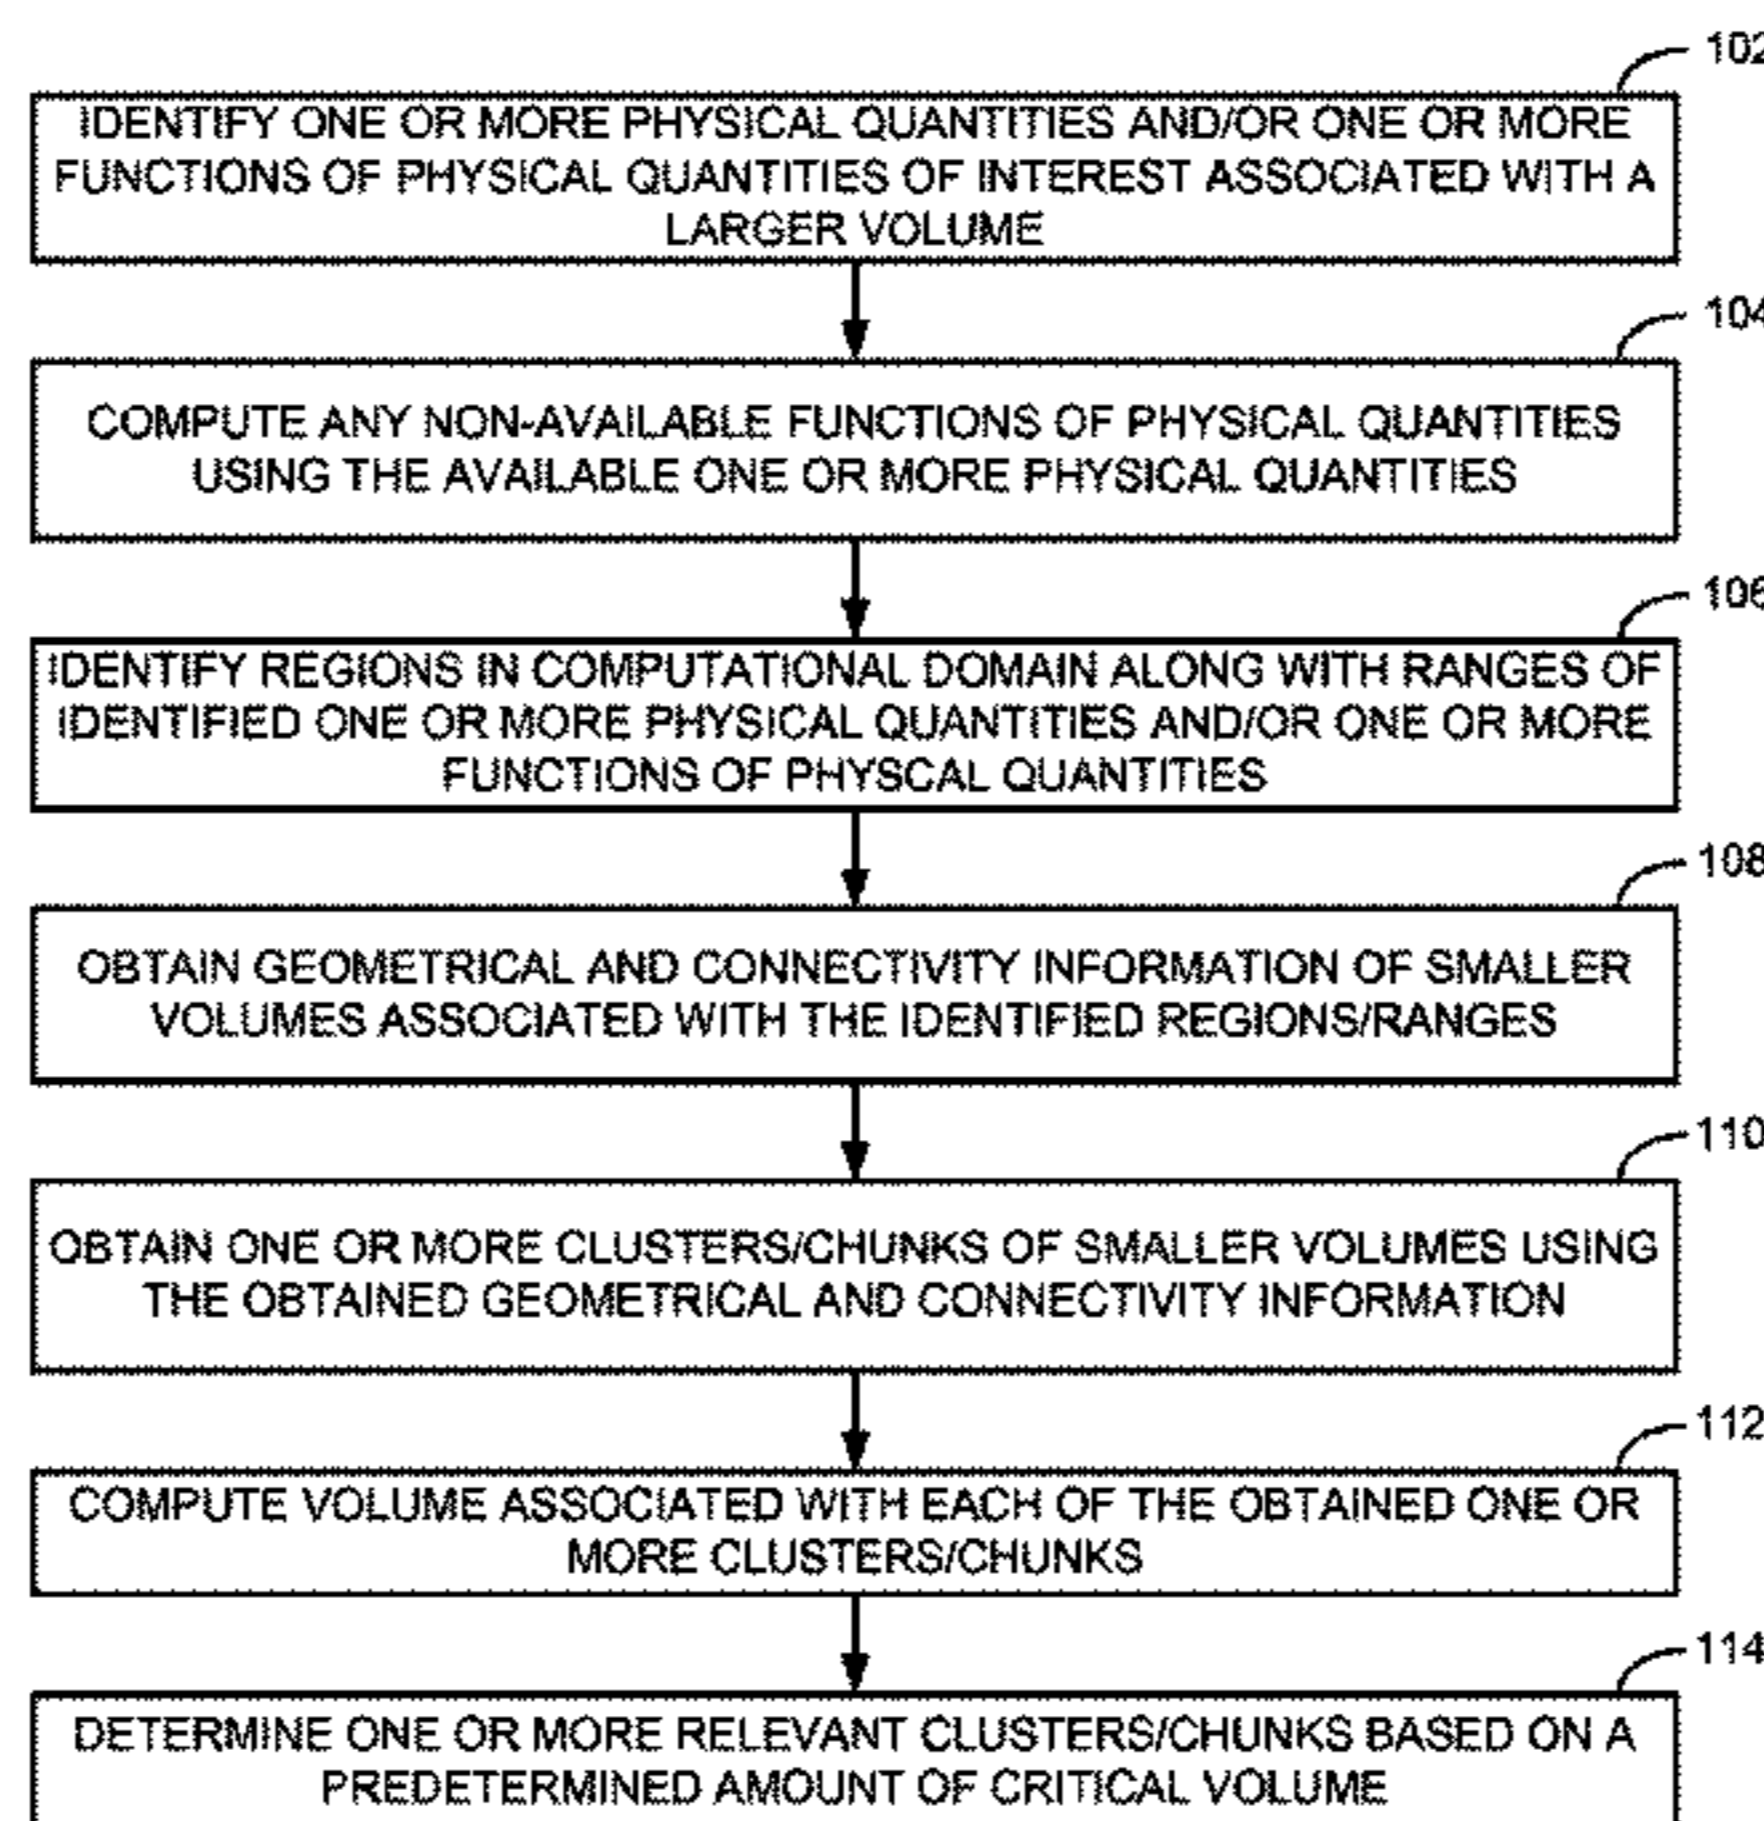 102
IDENTIFY ONE OR MORE PHYSICAL QUANTITIES AND/OR ONE OR MORE
FUNCTIONS OF PHYSICAL QUANTITIES OF INTEREST ASSOCIATED WITH A
LARGER VOLUME
104
COMPUTE ANY NON-AVAILABLE FUNCTIONS OF PHYSICAL QUANTITIES
USING THE AVAILABLE ONE OR MORE PHYSICAL QUANTITIES
106
IDENTIFY REGIONS IN COMPUTATIONAL DOMAIN ALONG WITH RANGES OF
IDENTIFIED ONE OR MORE PHYSICAL QUANTITIES AND/OR ONE OR MORE
FUNCTIONS OF PHYSCAL QUANTITIES
108
OBTAIN GEOMETRICAL AND CONNECTIVITY INFORMATION OF SMALLER
VOLUMES ASSOCIATED WITH THE IDENTIFIED REGIONS/RANGES
110
OBTAIN ONE OR MORE CLUSTERS/CHUNKS OF SMALLER VOLUMES USING
THE OBTAINED GEOMETRICAL AND CONNECTIVITY INFORMATION
112
COMPUTE VOLUME ASSOCIATED WITH EACH OF THE OBTAINED ONE OR
MORE CLUSTERS/CHUNKS
114
DETERMINE ONE OR MORE RELEVANT CLUSTERS/CHUNKS BASED ON A
PREDETERMINED AMOUNT OF CRITICAL VOLUME